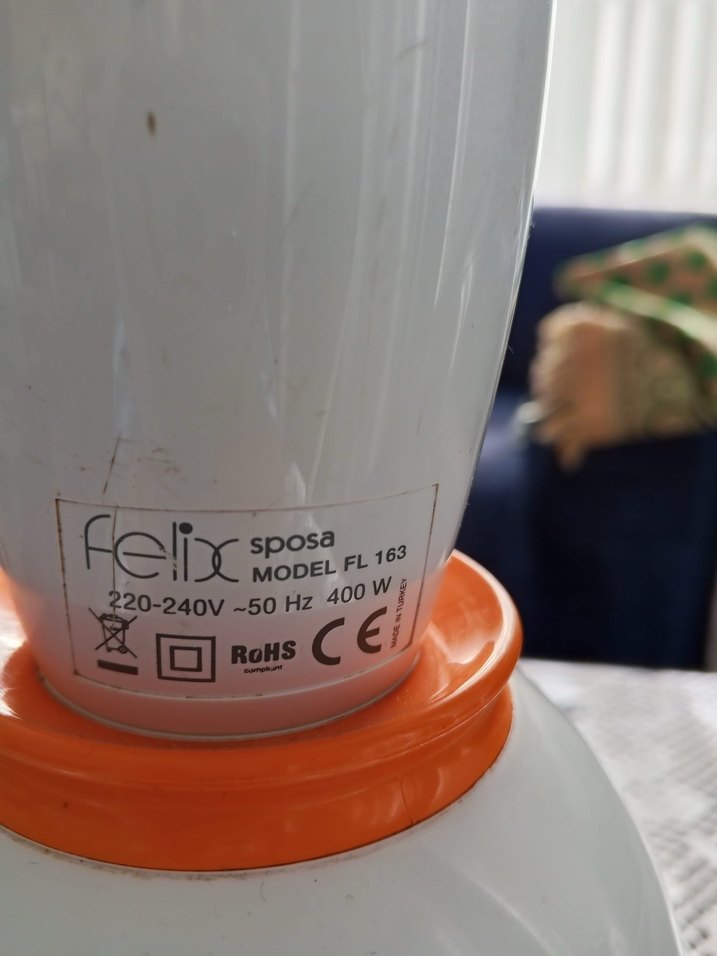 felix sposa
MODEL FL 163
220-240V ~50 Hz 400 W
RoHS
compliant
CE
MADE IN TURKEY